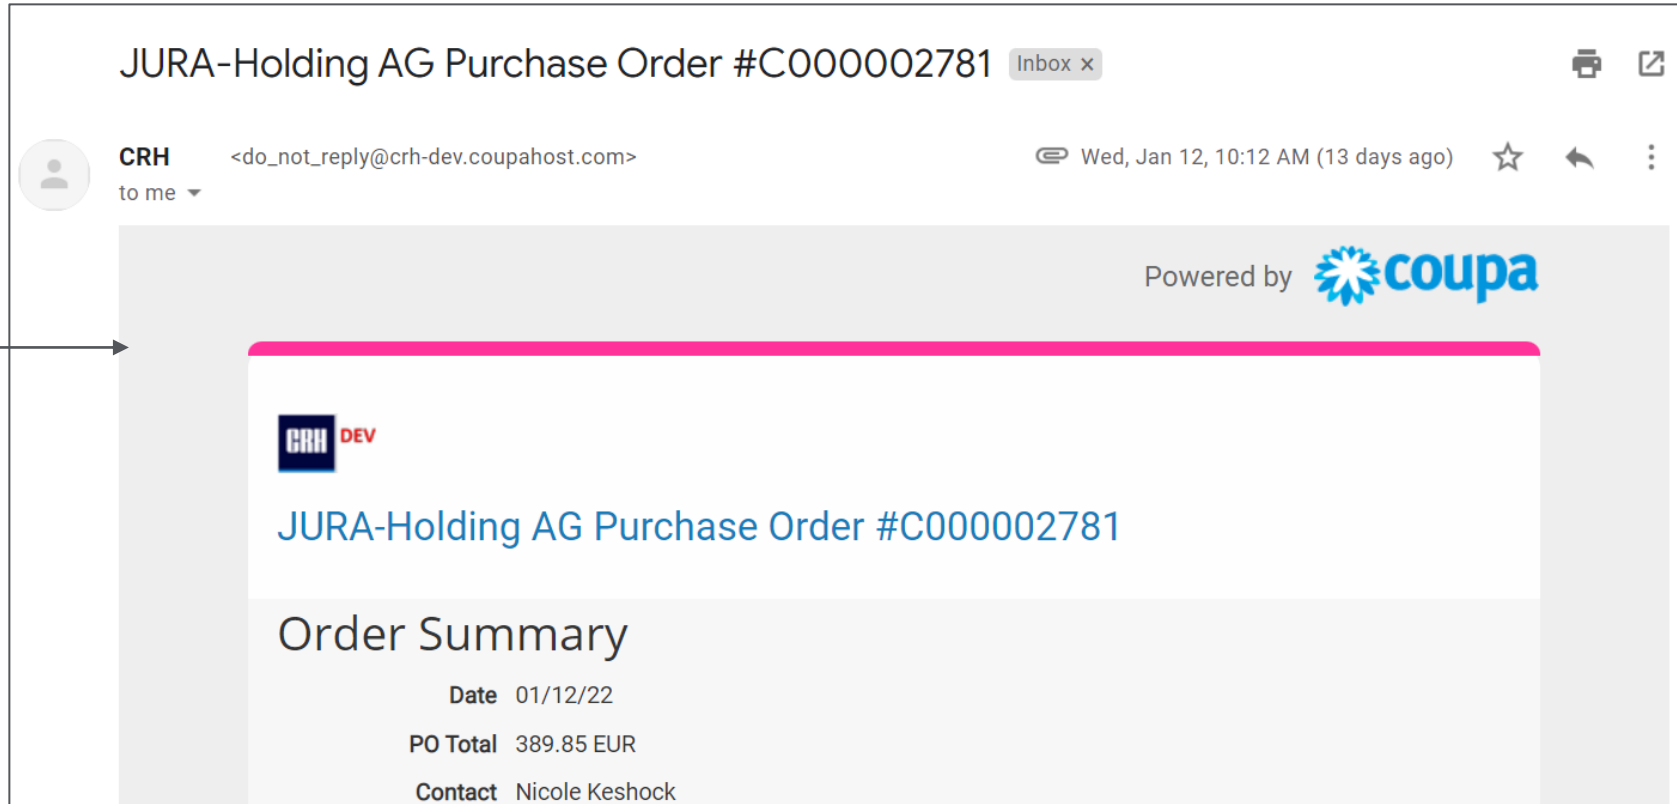 JURA-Holding AG Purchase Order #C000002781 Inbox ×
CRH <do_not_reply@crh-dev.coupahost.com> Wed, Jan 12, 10:12 AM (13 days ago)
to me
Powered by coupa
CRH DEV
JURA-Holding AG Purchase Order #C000002781
Order Summary
Date 01/12/22
PO Total 389.85 EUR
Contact Nicole Keshock